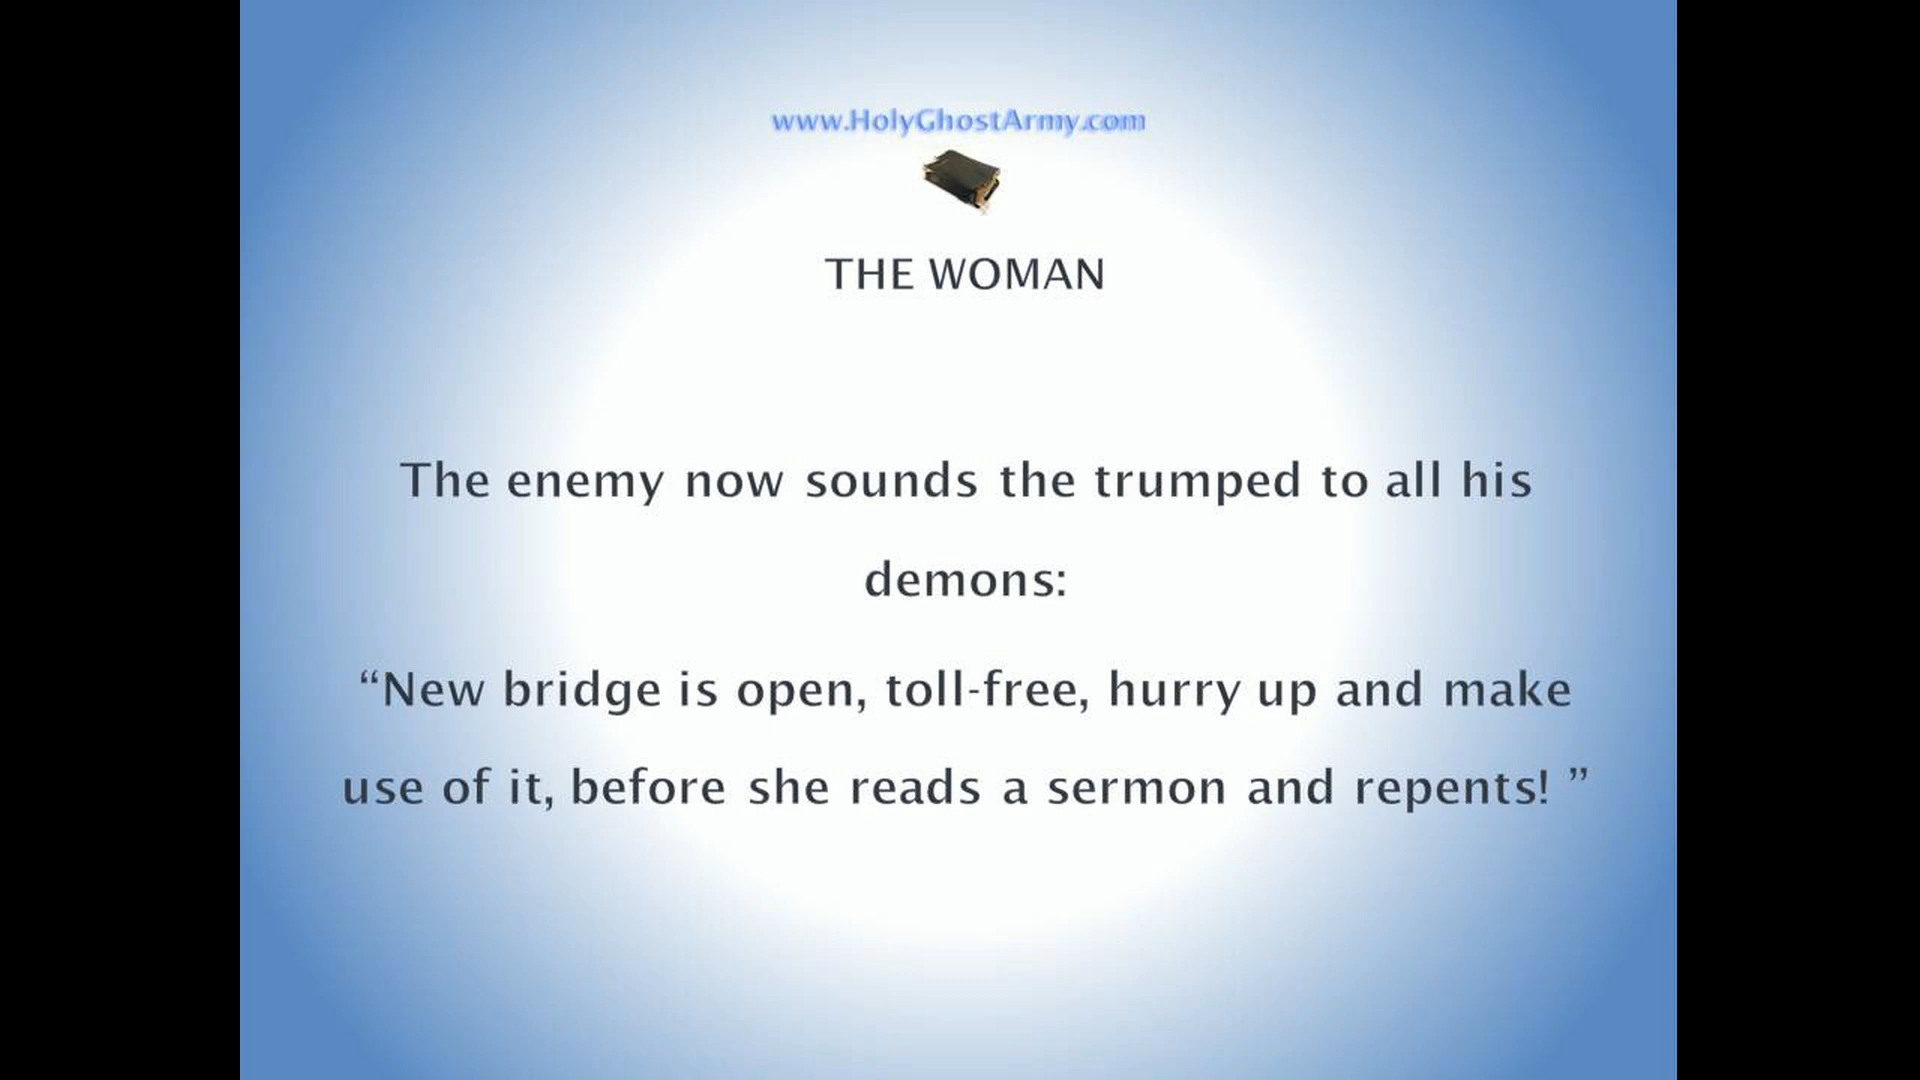 www.HolyGhostArmy.com
THE WOMAN
The enemy now sounds the trumped to all his
demons:
“New bridge is open, toll-free, hurry up and make
use of it, before she reads a sermon and repents! ”